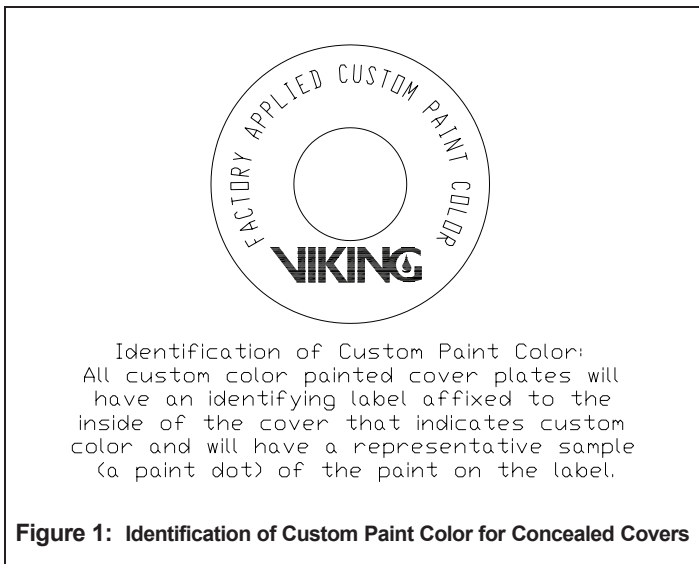 FACTORY APPLIED CUSTOM PAINT COLOR
VIKING
Identification of Custom Paint Color:
All custom color painted cover plates will
have an identifying label affixed to the
inside of the cover that indicates custom
color and will have a representative sample
(a paint dot) of the paint on the label.
Figure 1: Identification of Custom Paint Color for Concealed Covers